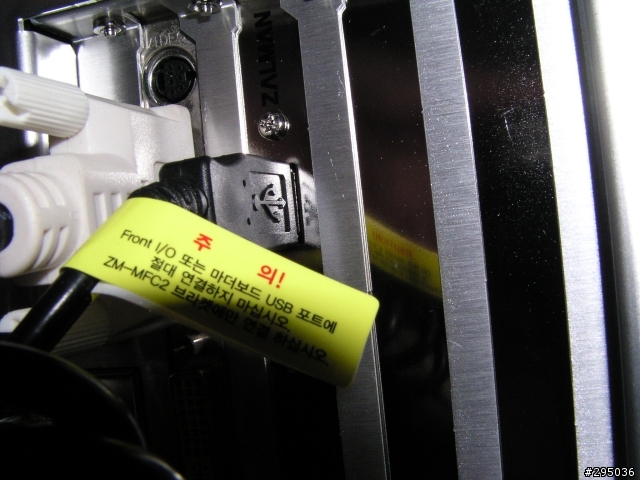 VIDEO
ZALMAN
주 의!
Front I/O 또는 마더보드 USB 포트에
절대 연결하지 마십시오.
ZM-MFC2 브라켓에만 연결 하십시오.
#295036